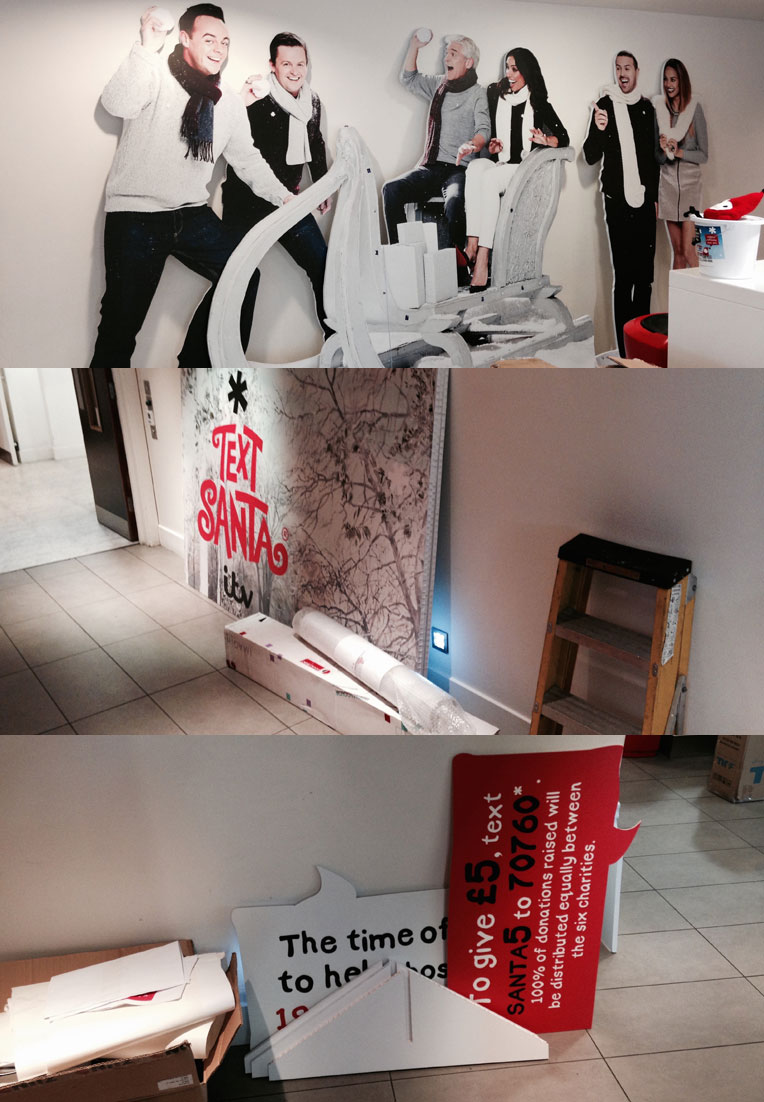 TEXT
SANTA
itv
The time of
to help
To give £5, text
SANTA5 to 70760*.
100% of donations raised will
be distributed equally between
the six charities.